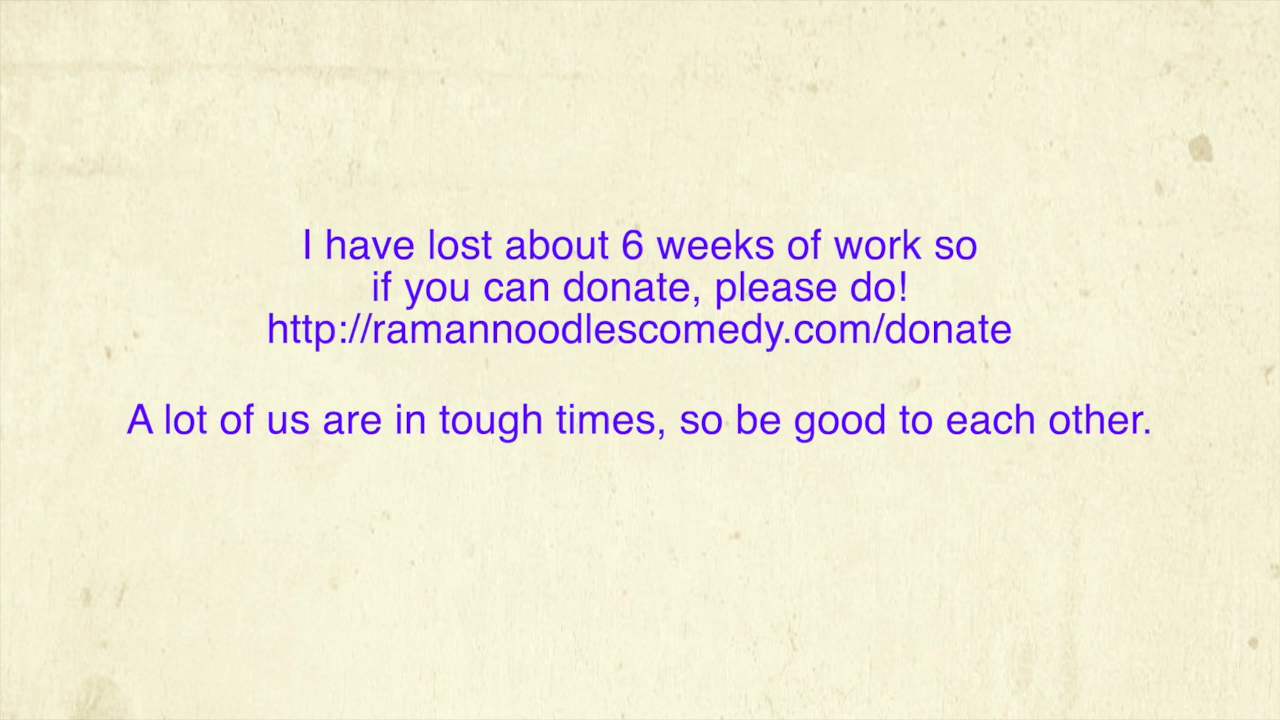 I have lost about 6 weeks of work so
if you can donate, please do!
http://ramannoodlescomedy.com/donate
A lot of us are in tough times, so be good to each other.